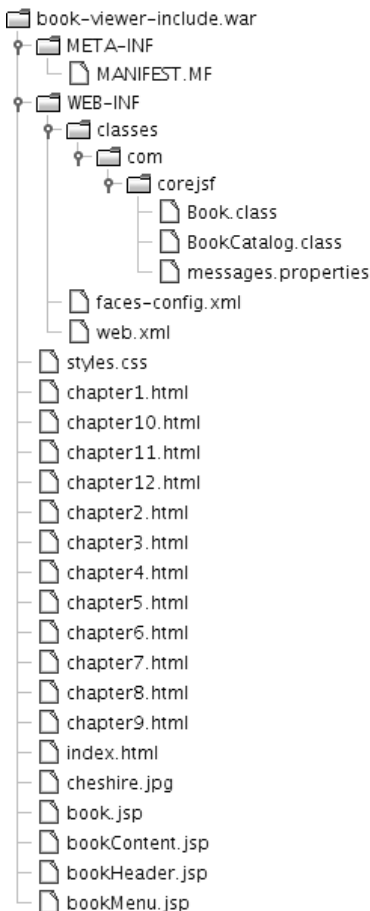 book-viewer-include.war
META-INF
MANIFEST.MF
WEB-INF
classes
com
corejsf
Book.class
BookCatalog.class
messages.properties
faces-config.xml
web.xml
styles.css
chapter1.html
chapter10.html
chapter11.html
chapter12.html
chapter2.html
chapter3.html
chapter4.html
chapter5.html
chapter6.html
chapter7.html
chapter8.html
chapter9.html
index.html
cheshire.jpg
book.jsp
bookContent.jsp
bookHeader.jsp
bookMenu.jsp